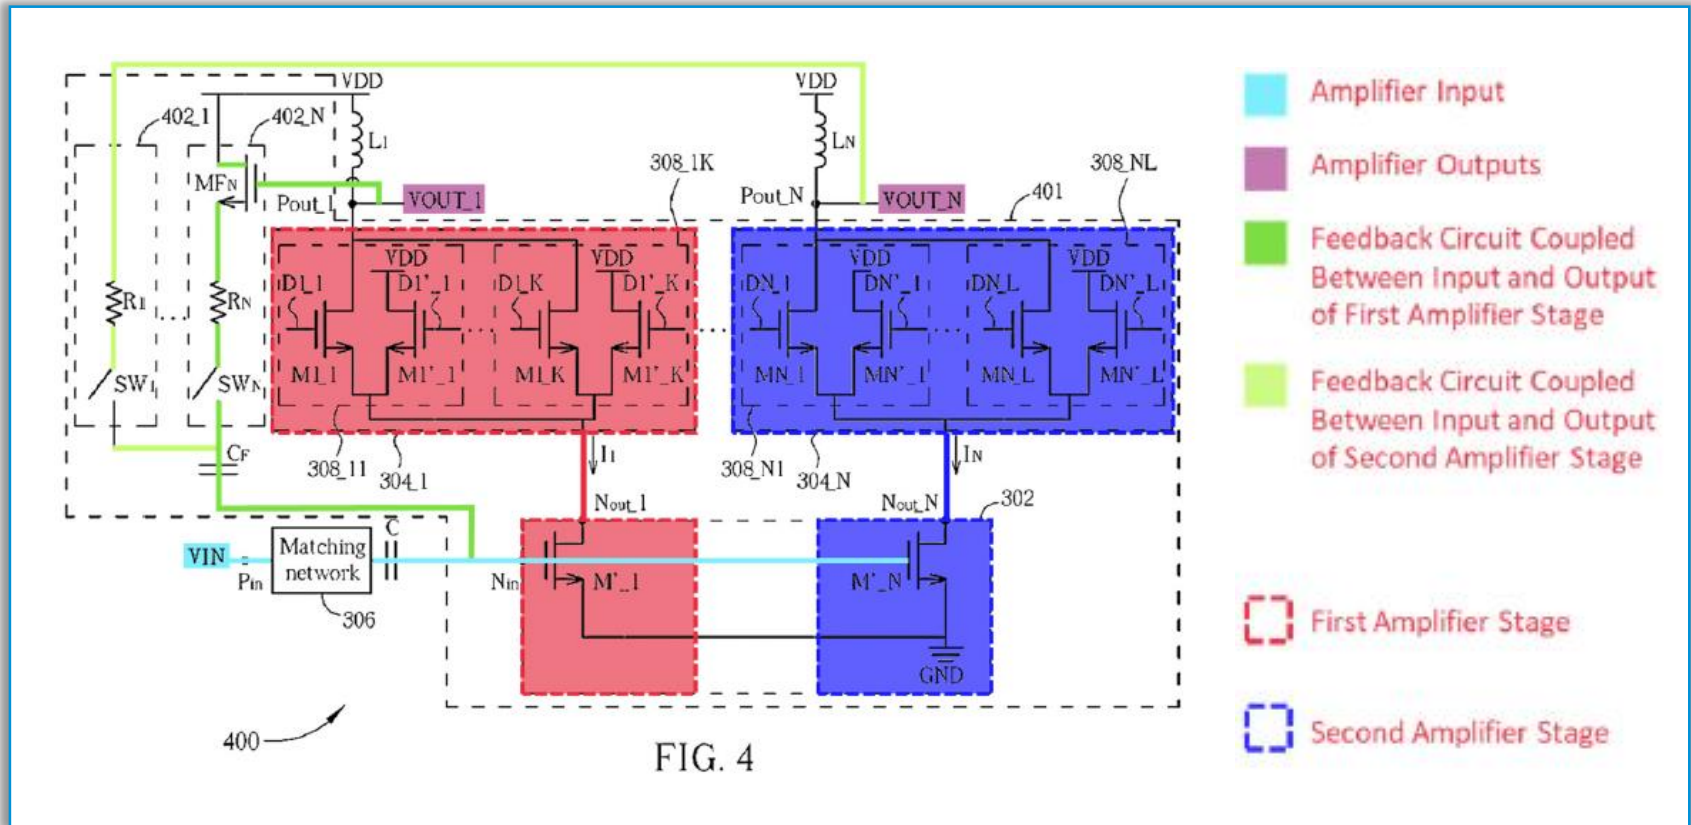 VDD
VDD
402_1
402_N
L1
LN
308_1K
308_NL
MFN
Pout_1
VOUT_1
Pout_N
VOUT_N
401
VDD
VDD
VDD
VDD
D1_1
D1'_1
D1_K
D1'_K
DN_1
DN'_1
DN_L
DN'_L
R1
RN
...
...
...
...
SW1
SWN
M1_1
M1'_1
M1_K
M1'_K
MN_1
MN'_1
MN_L
MN'_L
CF
308_11
304_1
I1
308_N1
304_N
IN
Nout_1
Nout_N
302
VIN
Pin
Matching
network
C
Nin
M'_1
M'_N
306
GND
400
FIG. 4
Amplifier Input
Amplifier Outputs
Feedback Circuit Coupled
Between Input and Output
of First Amplifier Stage
Feedback Circuit Coupled
Between Input and Output
of Second Amplifier Stage
First Amplifier Stage
Second Amplifier Stage